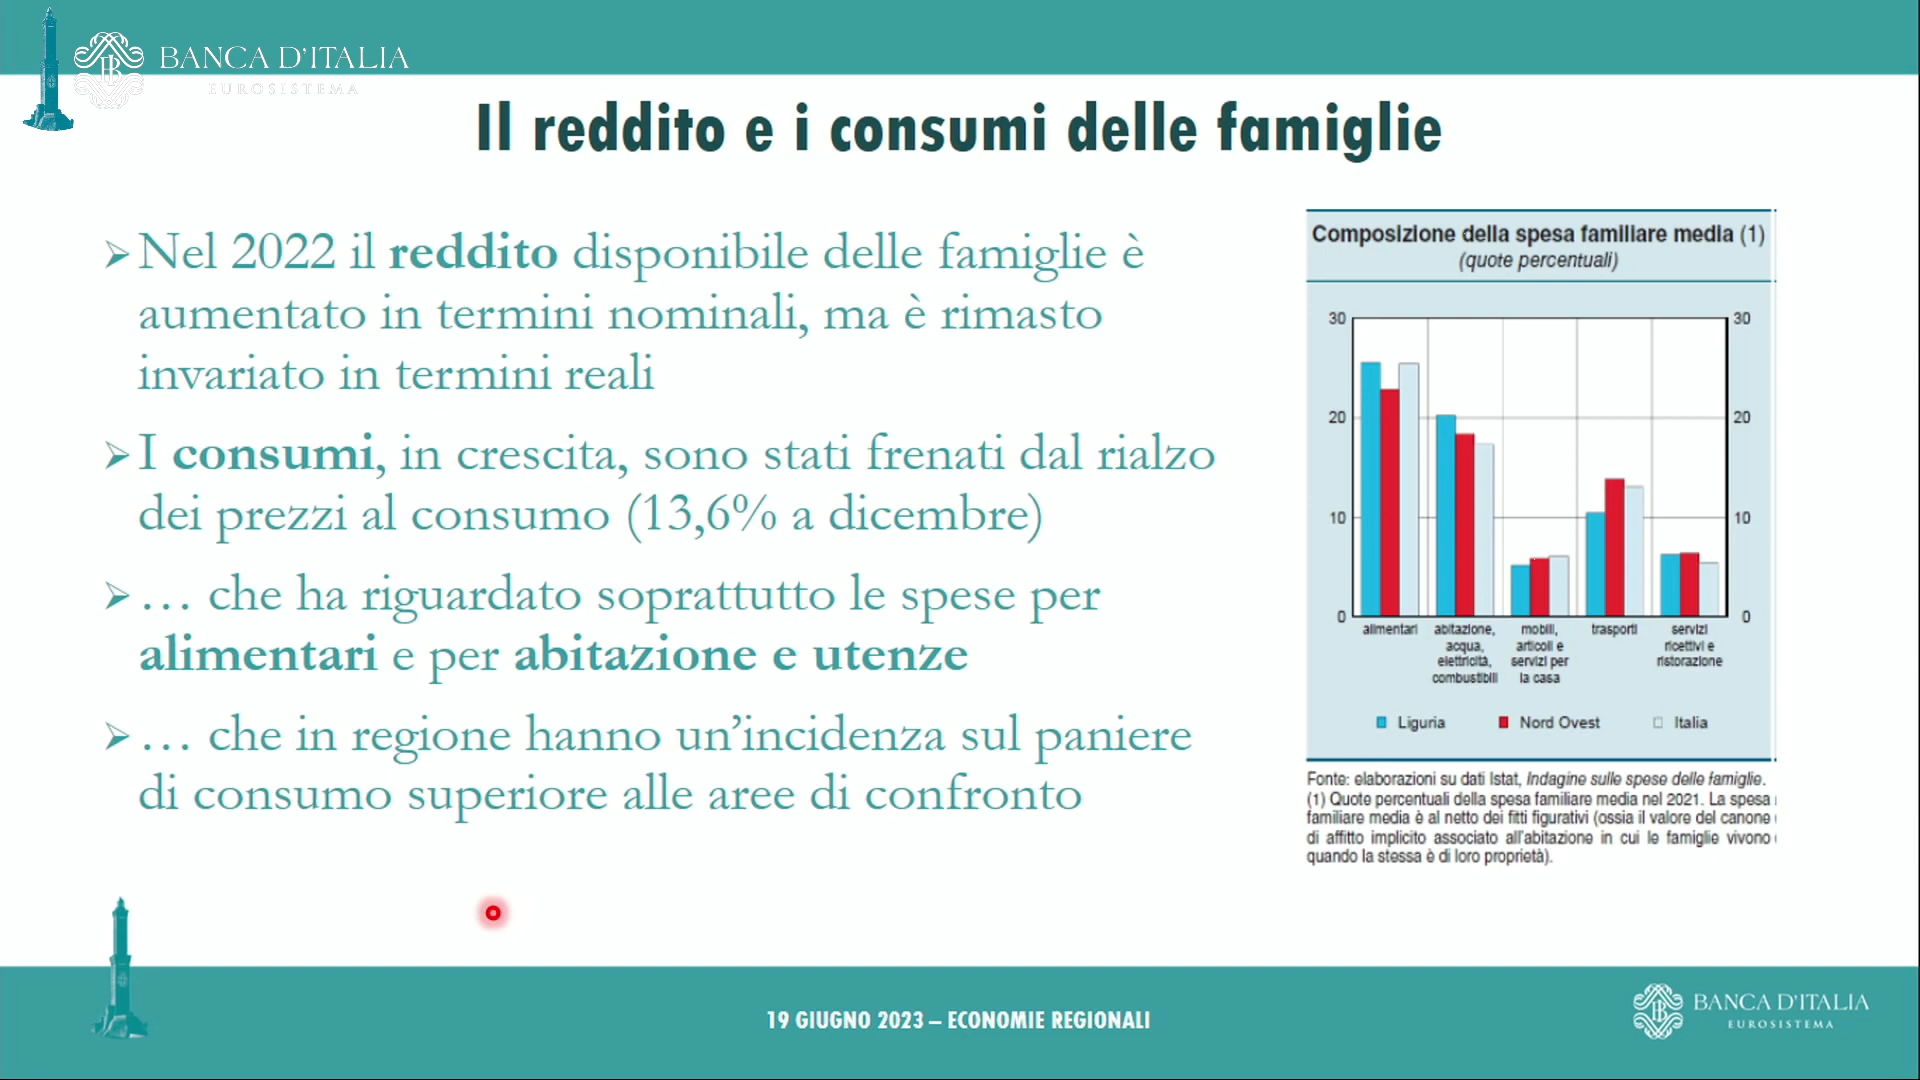 BANCA D'ITALIA
EUROSISTEMA
Il reddito e i consumi delle famiglie
Nel 2022 il reddito disponibile delle famiglie è
aumentato in termini nominali, ma è rimasto
invariato in termini reali
I consumi, in crescita, sono stati frenati dal rialzo
dei prezzi al consumo (13,6% a dicembre)
… che ha riguardato soprattutto le spese per
alimentari e per abitazione e utenze
… che in regione hanno un'incidenza sul paniere
di consumo superiore alle aree di confronto
Composizione della spesa familiare media (1)
(quote percentuali)
30 30
20 20
10 10
0 0
alimentari
abitazione,
acqua,
elettricità,
combustibili
mobili,
articoli e
servizi per
la casa
trasporti
servizi
ricettivi e
ristorazione
Liguria Nord Ovest Italia
Fonte: elaborazioni su dati Istat, Indagine sulle spese delle famiglie.
(1) Quote percentuali della spesa familiare media nel 2021. La spesa
familiare media è al netto dei fitti figurativi (ossia il valore del canone
di affitto implicito associato all'abitazione in cui le famiglie vivono
quando la stessa è di loro proprietà).
19 GIUGNO 2023 – ECONOMIE REGIONALI
BANCA D'ITALIA
EUROSISTEMA